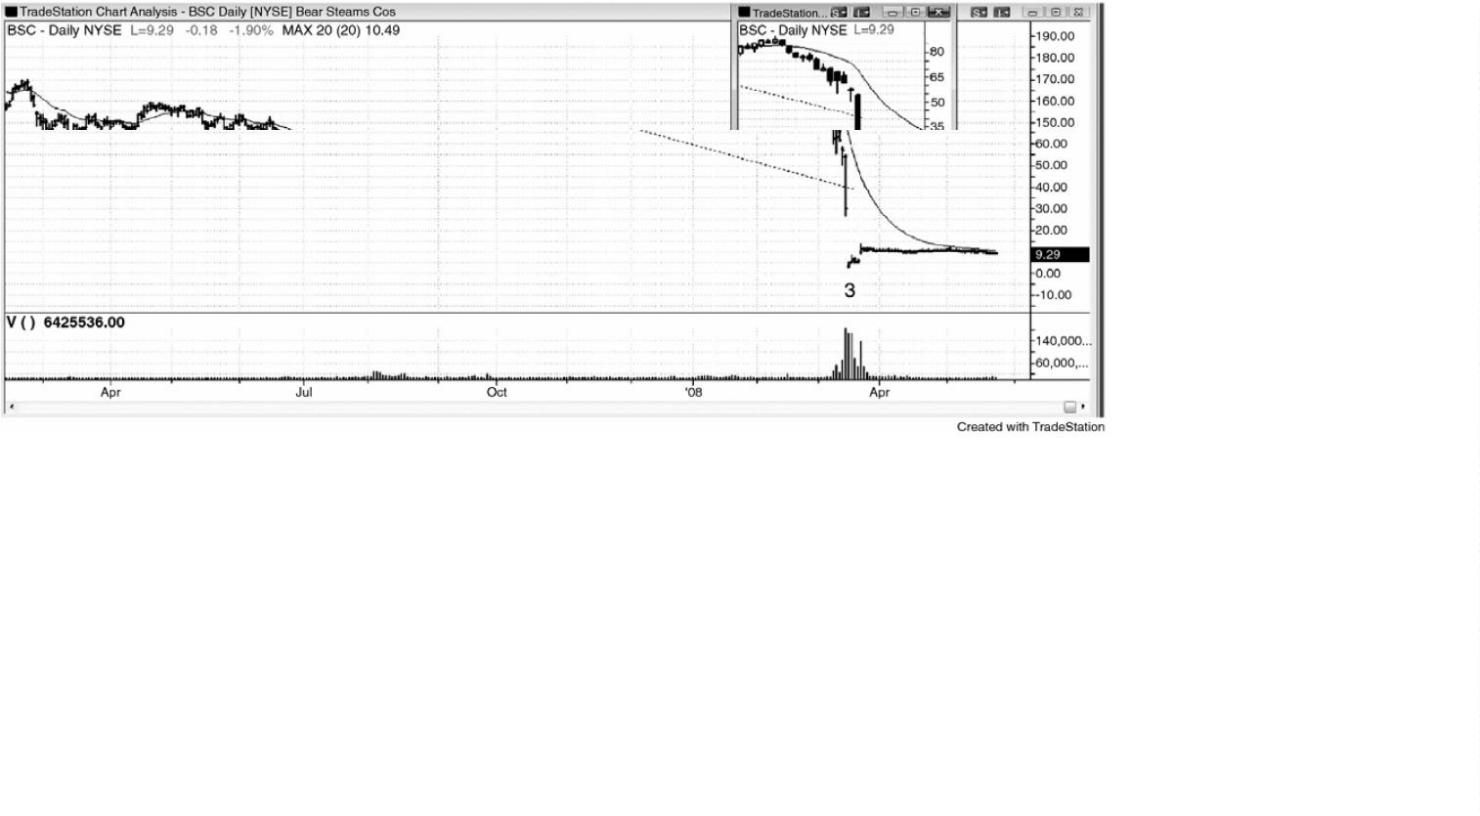 TradeStation Chart Analysis - BSC Daily [NYSE] Bear Steams Cos
BSC - Daily NYSE L=9.29 -0.18 -1.90% MAX 20 (20) 10.49
TradeStation...
BSC - Daily NYSE L=9.29
80
65
50
35
190.00
180.00
170.00
160.00
150.00
60.00
50.00
40.00
30.00
20.00
9.29
0.00
-10.00
3
V ( ) 6425536.00
140,000...
60,000,...
Apr Jul Oct '08 Apr
Created with TradeStation